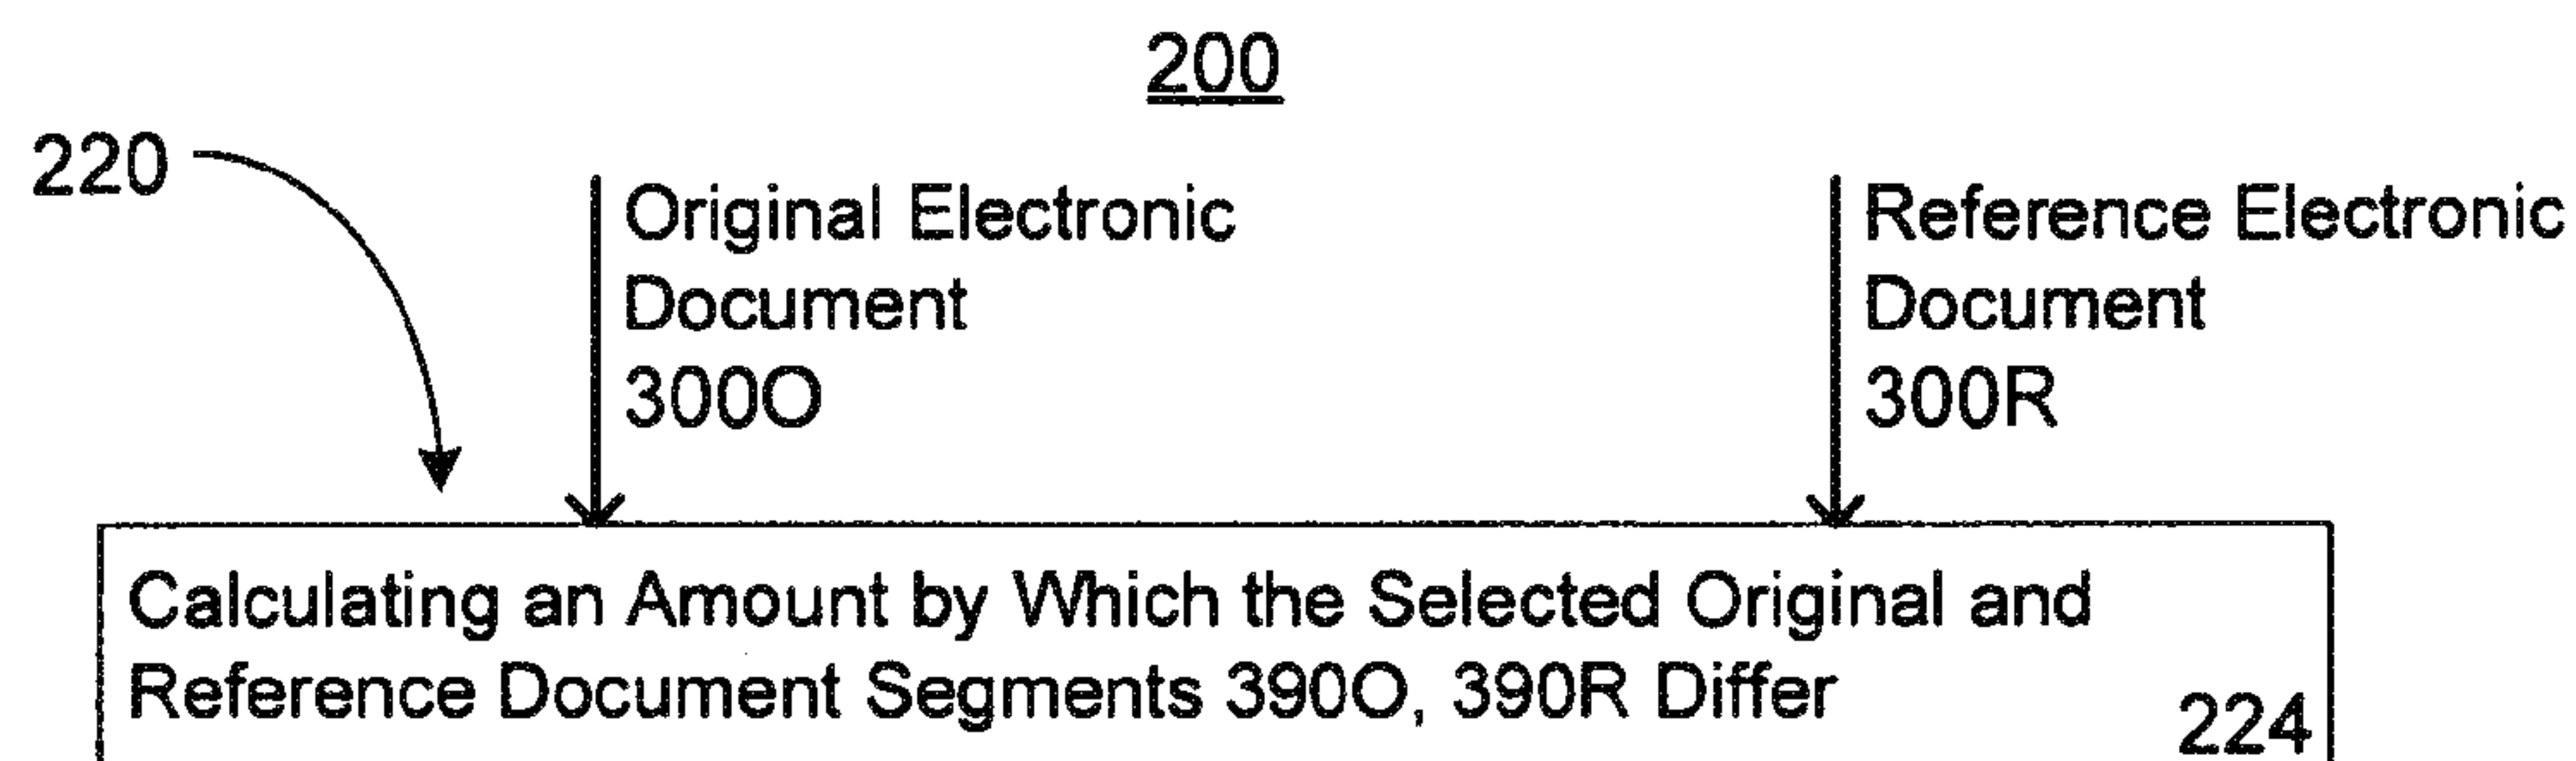 200
220
Original Electronic
Document
300O
Reference Electronic
Document
300R
Calculating an Amount by Which the Selected Original and
Reference Document Segments 390O, 390R Differ
224